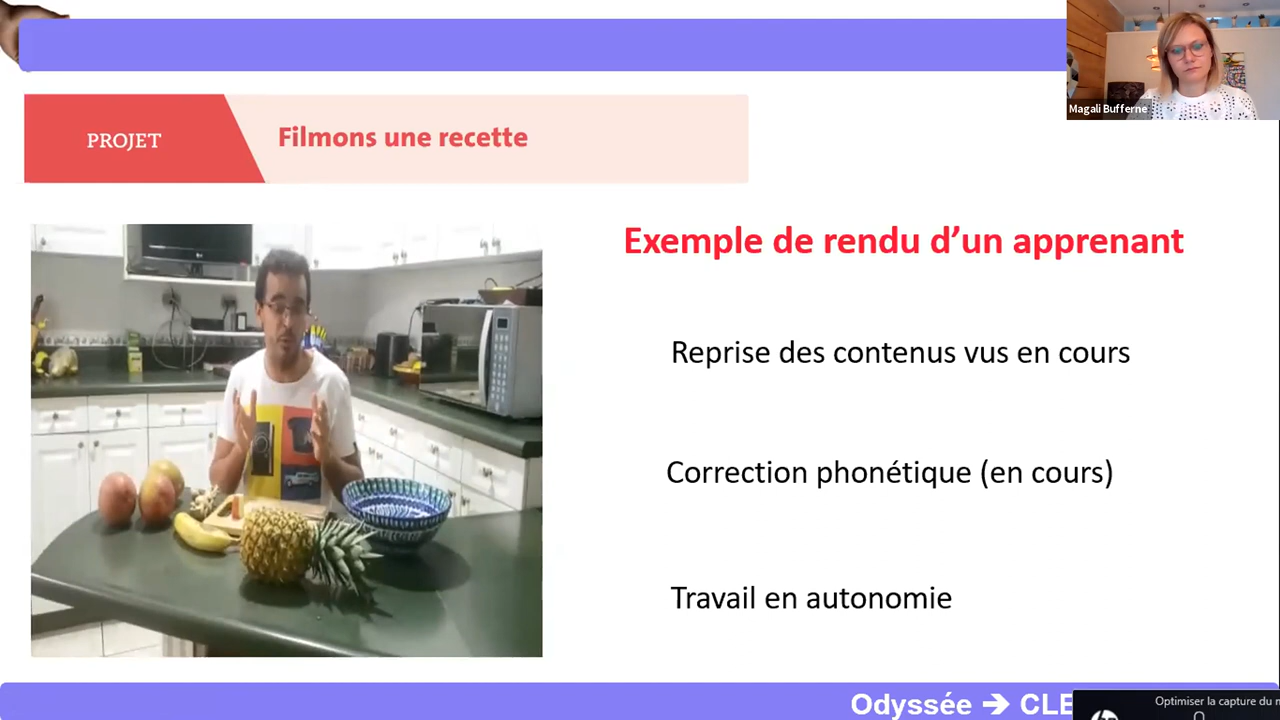 Magali Bufferne
PROJET
Filmons une recette
Exemple de rendu d’un apprenant
Reprise des contenus vus en cours
Correction phonétique (en cours)
Travail en autonomie
Odyssée ➔ CLE
Optimiser la capture du